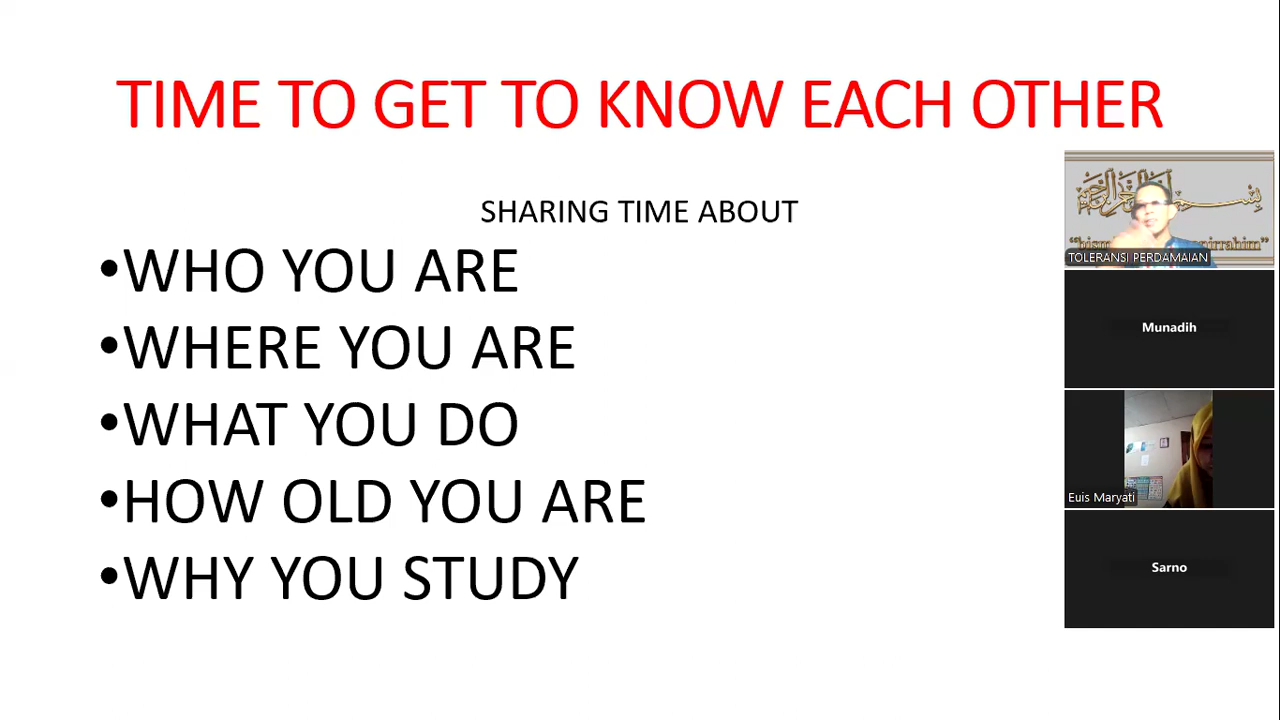 TIME TO GET TO KNOW EACH OTHER
SHARING TIME ABOUT
•WHO YOU ARE
•WHERE YOU ARE
•WHAT YOU DO
•HOW OLD YOU ARE
•WHY YOU STUDY
TOLERANSI PERDAMAIAN
Munadih
Euis Maryati
Sarno